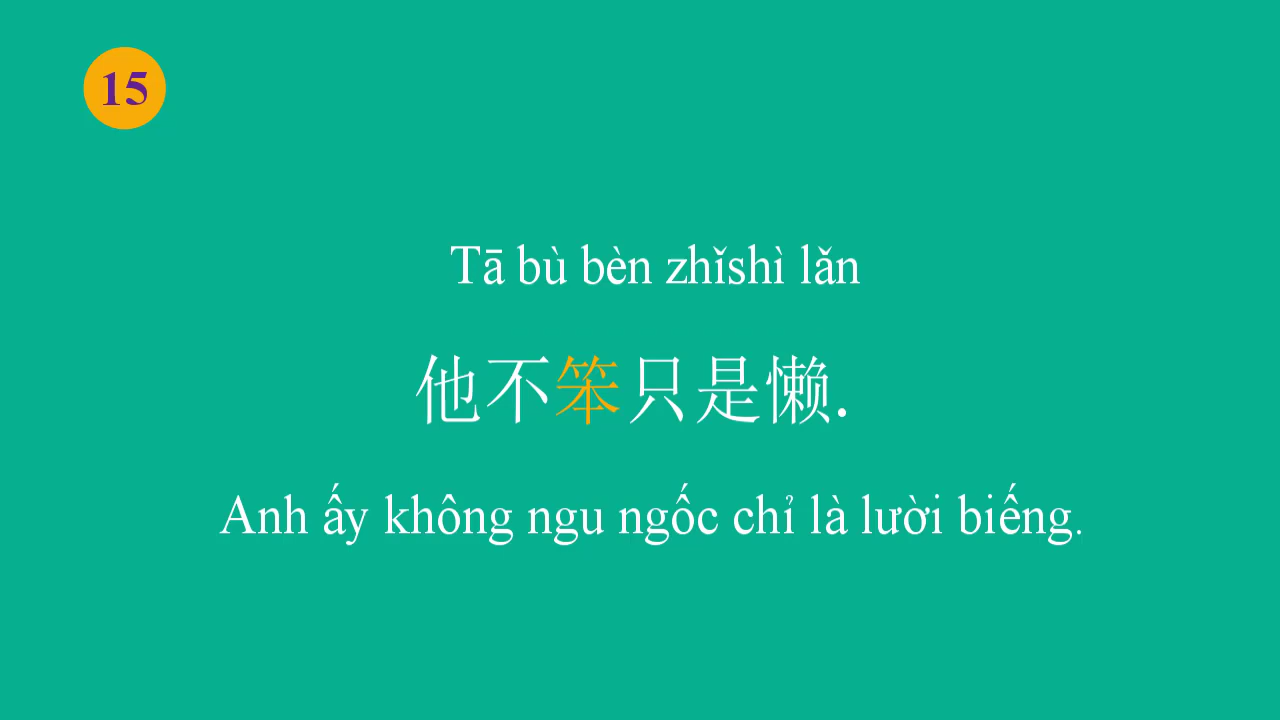 15
Tā bù bèn zhǐshì lǎn
他不笨只是懒.
Anh ấy không ngu ngốc chỉ là lười biếng.